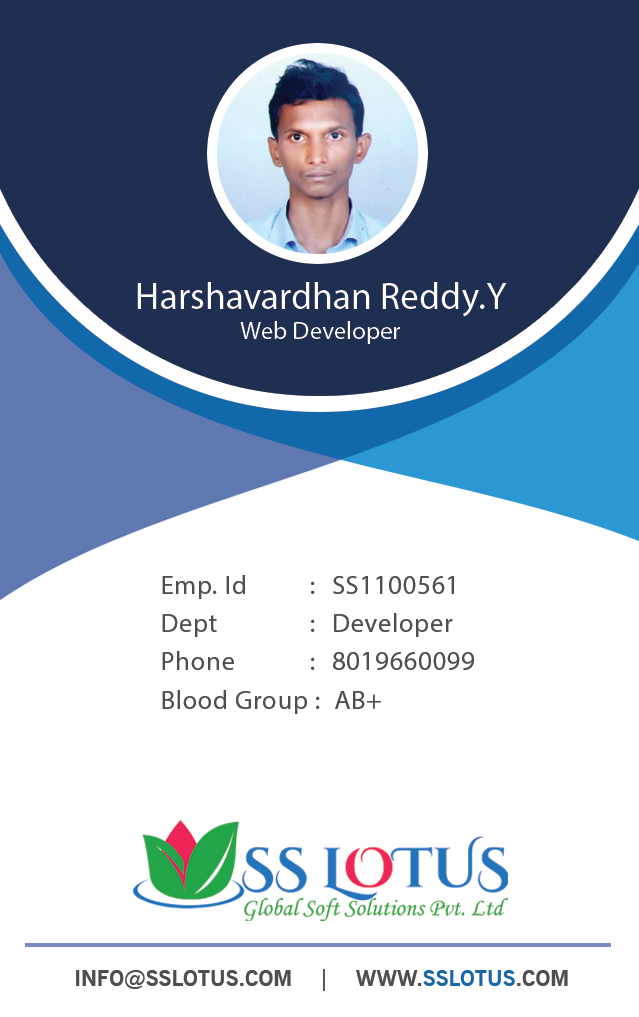 Harshavardhan Reddy.Y
Web Developer
Emp. Id : SS1100561
Dept : Developer
Phone : 8019660099
Blood Group : AB+
SS LOTUS
Global Soft Solutions Pvt. Ltd
INFO@SSLOTUS.COM | WWW.SSLOTUS.COM